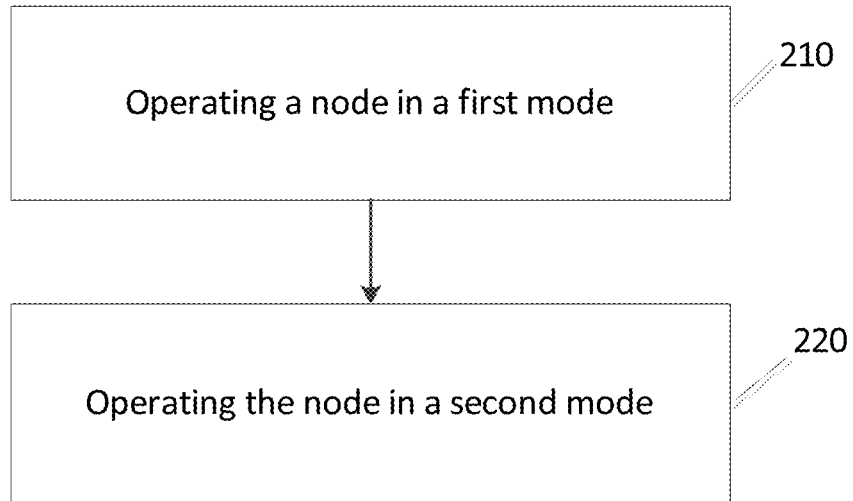 210
Operating a node in a first mode
220
Operating the node in a second mode